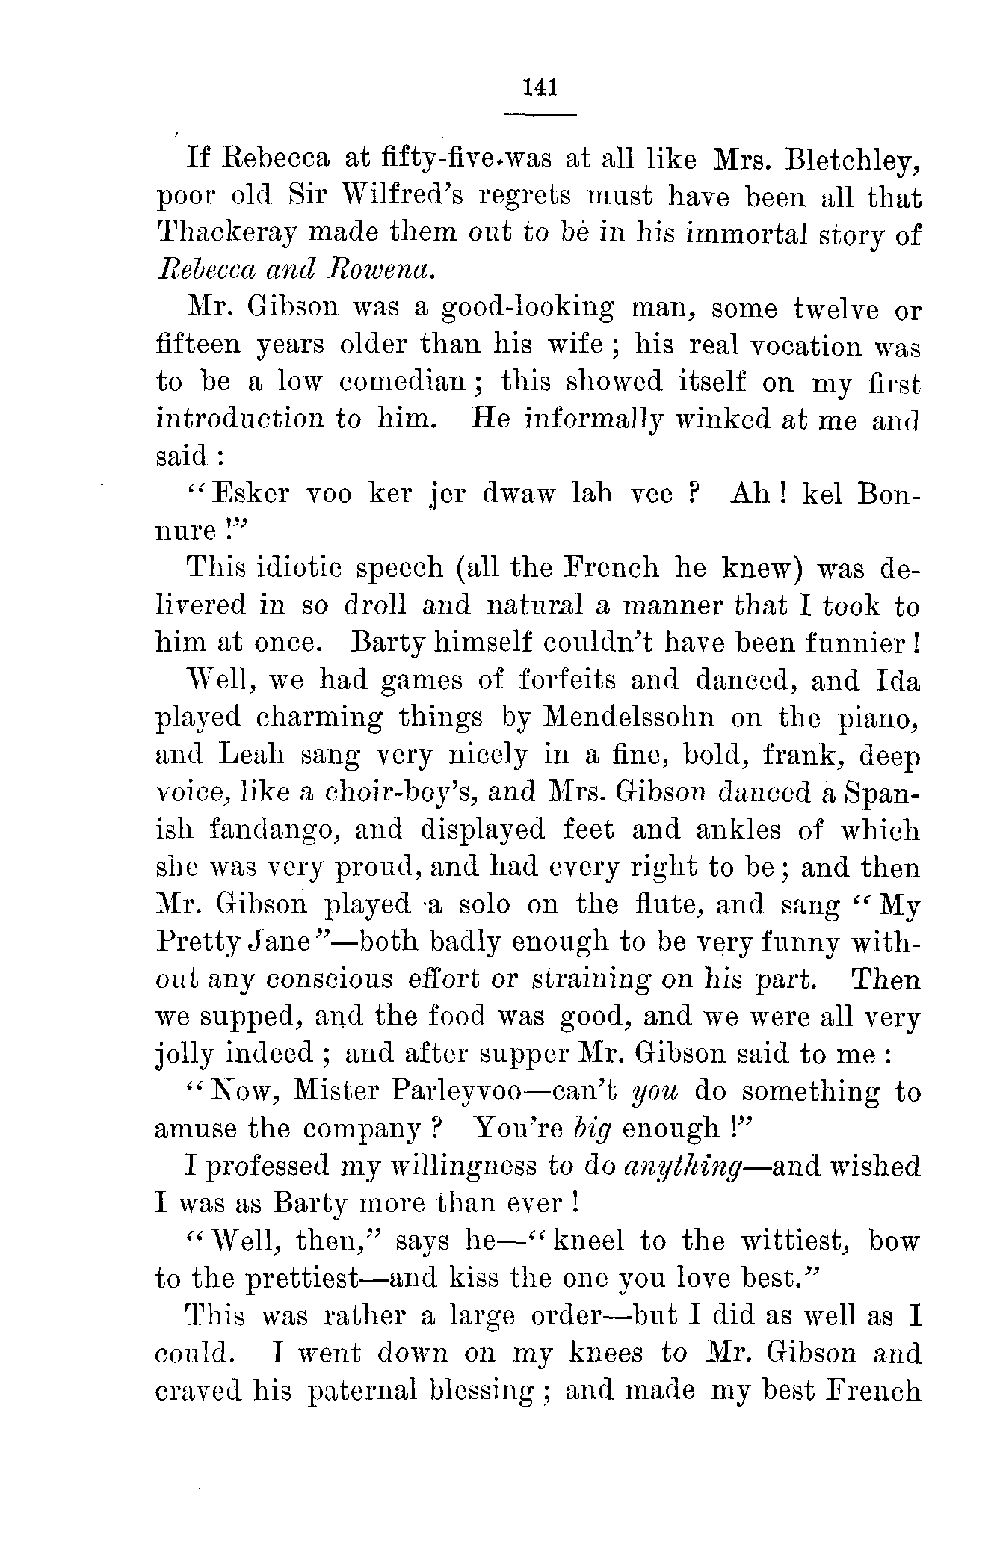 141
If Rebecca at fifty-five was at all like Mrs. Bletchley,
poor old Sir Wilfred's regrets must have been all that
Thackeray made them out to be in his immortal story of
Rebecca and Rowena.
Mr. Gibson was a good-looking man, some twelve or
fifteen years older than his wife ; his real vocation was
to be a low comedian ; this showed itself on my first
introduction to him. He informally winked at me and
said :
“Esker voo ker jer dwaw lah vee ? Ah ! kel Bon-
nure !”
This idiotic speech (all the French he knew) was de-
livered in so droll and natural a manner that I took to
him at once. Barty himself couldn't have been funnier !
Well, we had games of forfeits and danced, and Ida
played charming things by Mendelssohn on the piano,
and Leah sang very nicely in a fine, bold, frank, deep
voice, like a choir-boy's, and Mrs. Gibson danced a Span-
ish fandango, and displayed feet and ankles of which
she was very proud, and had every right to be ; and then
Mr. Gibson played a solo on the flute, and sang “ My
Pretty Jane”—both badly enough to be very funny with-
out any conscious effort or straining on his part. Then
we supped, and the food was good, and we were all very
jolly indeed ; and after supper Mr. Gibson said to me :
“ Now, Mister Parleyvoo—can't you do something to
amuse the company ? You're big enough !”
I professed my willingness to do anything—and wished
I was as Barty more than ever !
“ Well, then,” says he—“ kneel to the wittiest, bow
to the prettiest—and kiss the one you love best.”
This was rather a large order—but I did as well as I
could. I went down on my knees to Mr. Gibson and
craved his paternal blessing ; and made my best French